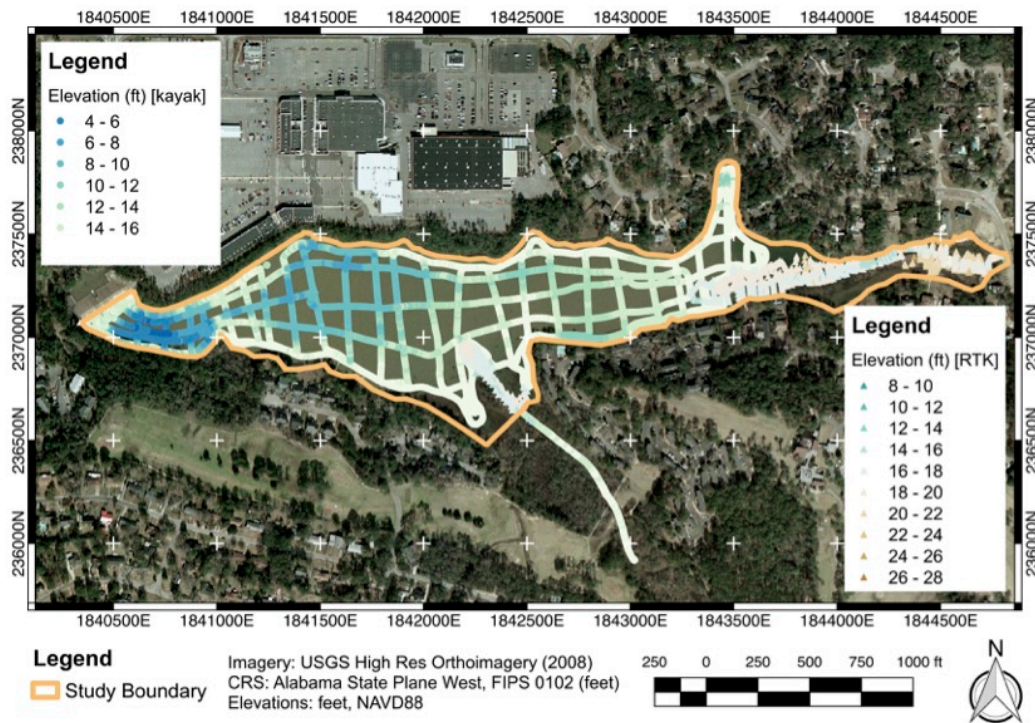 1840500E 1841000E 1841500E 1842000E 1842500E 1843000E 1843500E 1844000E 1844500E
Legend
Elevation (ft) [kayak]
4 - 6
6 - 8
8 - 10
10 - 12
12 - 14
14 - 16
238000N
237500N
237000N
236500N
236000N
238000N
237500N
237000N
236500N
236000N
Legend
Elevation (ft) [RTK]
8 - 10
10 - 12
12 - 14
14 - 16
16 - 18
18 - 20
20 - 22
22 - 24
24 - 26
26 - 28
1840500E 1841000E 1841500E 1842000E 1842500E 1843000E 1843500E 1844000E 1844500E
Legend
Study Boundary
Imagery: USGS High Res Orthoimagery (2008)
CRS: Alabama State Plane West, FIPS 0102 (feet)
Elevations: feet, NAVD88
250 0 250 500 750 1000 ft
N